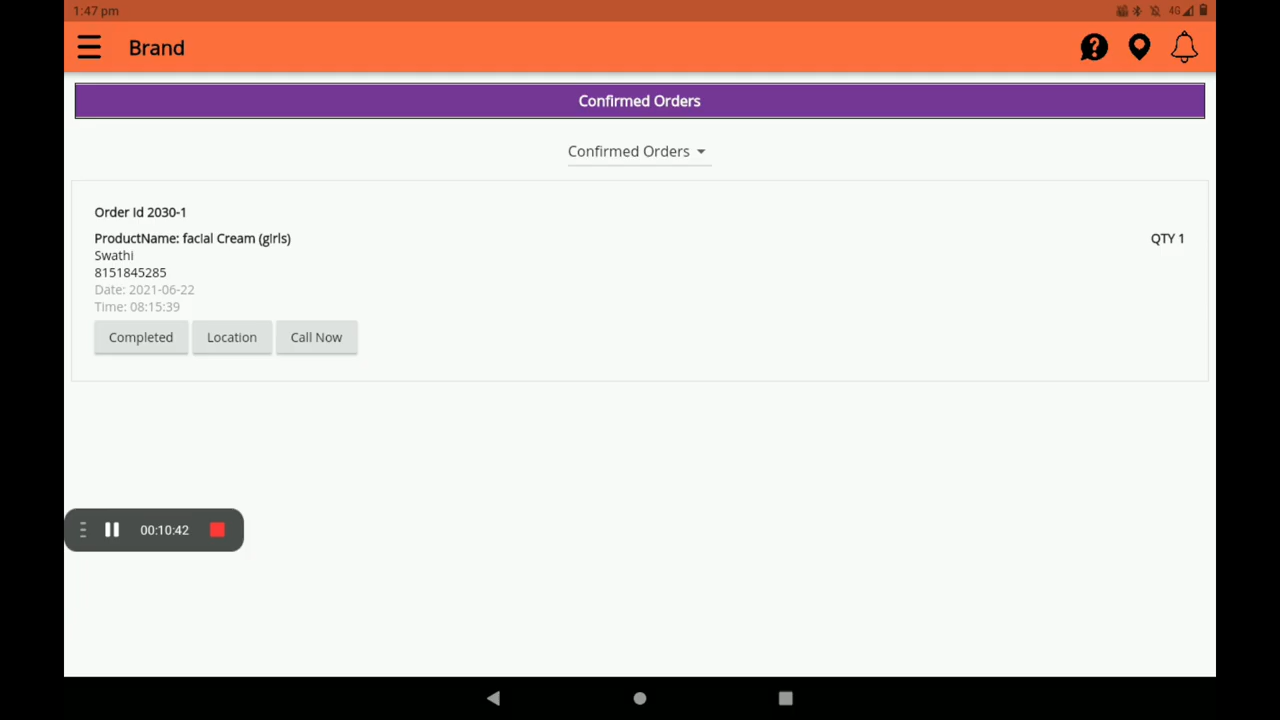 1:47 pm
4G
Brand
Confirmed Orders
Confirmed Orders
Order Id 2030-1
ProductName: facial Cream (girls)
QTY 1
Swathi
8151845285
Date: 2021-06-22
Time: 08:15:39
Completed
Location
Call Now
00:10:42